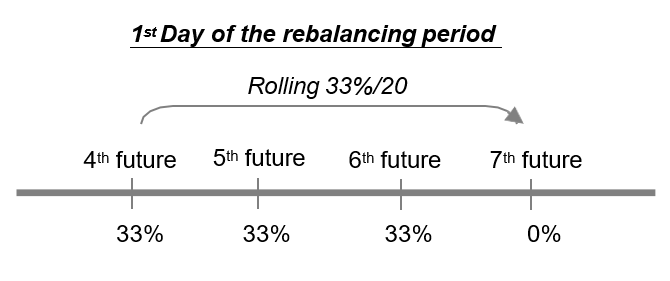 1st Day of the rebalancing period
Rolling 33%/20
4th future 5th future 6th future 7th future
33% 33% 33% 0%